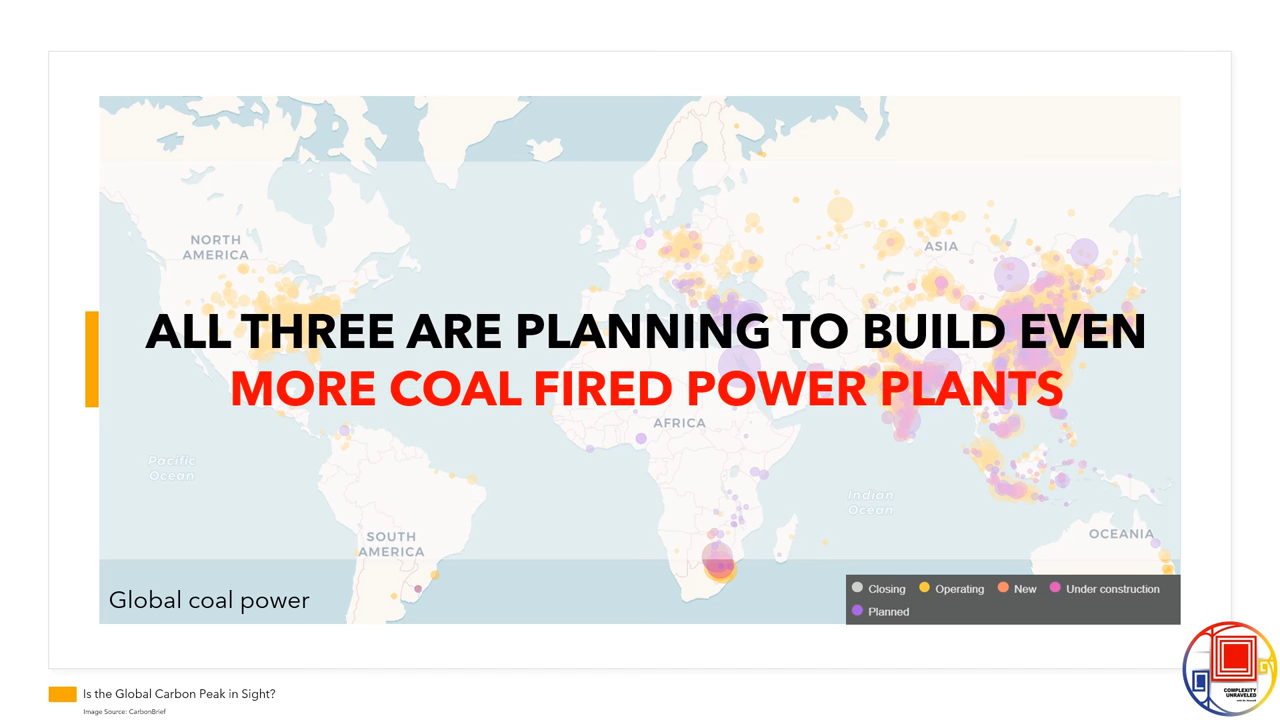 NORTH
AMERICA
ASIA
ALL THREE ARE PLANNING TO BUILD EVEN
MORE COAL FIRED POWER PLANTS
AFRICA
Pacific
Ocean
Indian
Ocean
SOUTH
AMERICA
OCEANIA
Global coal power
Closing Operating New Under construction
Planned
Is the Global Carbon Peak in Sight?
Image Source: CarbonBrief
COMPLEXITY
UNRAVELED